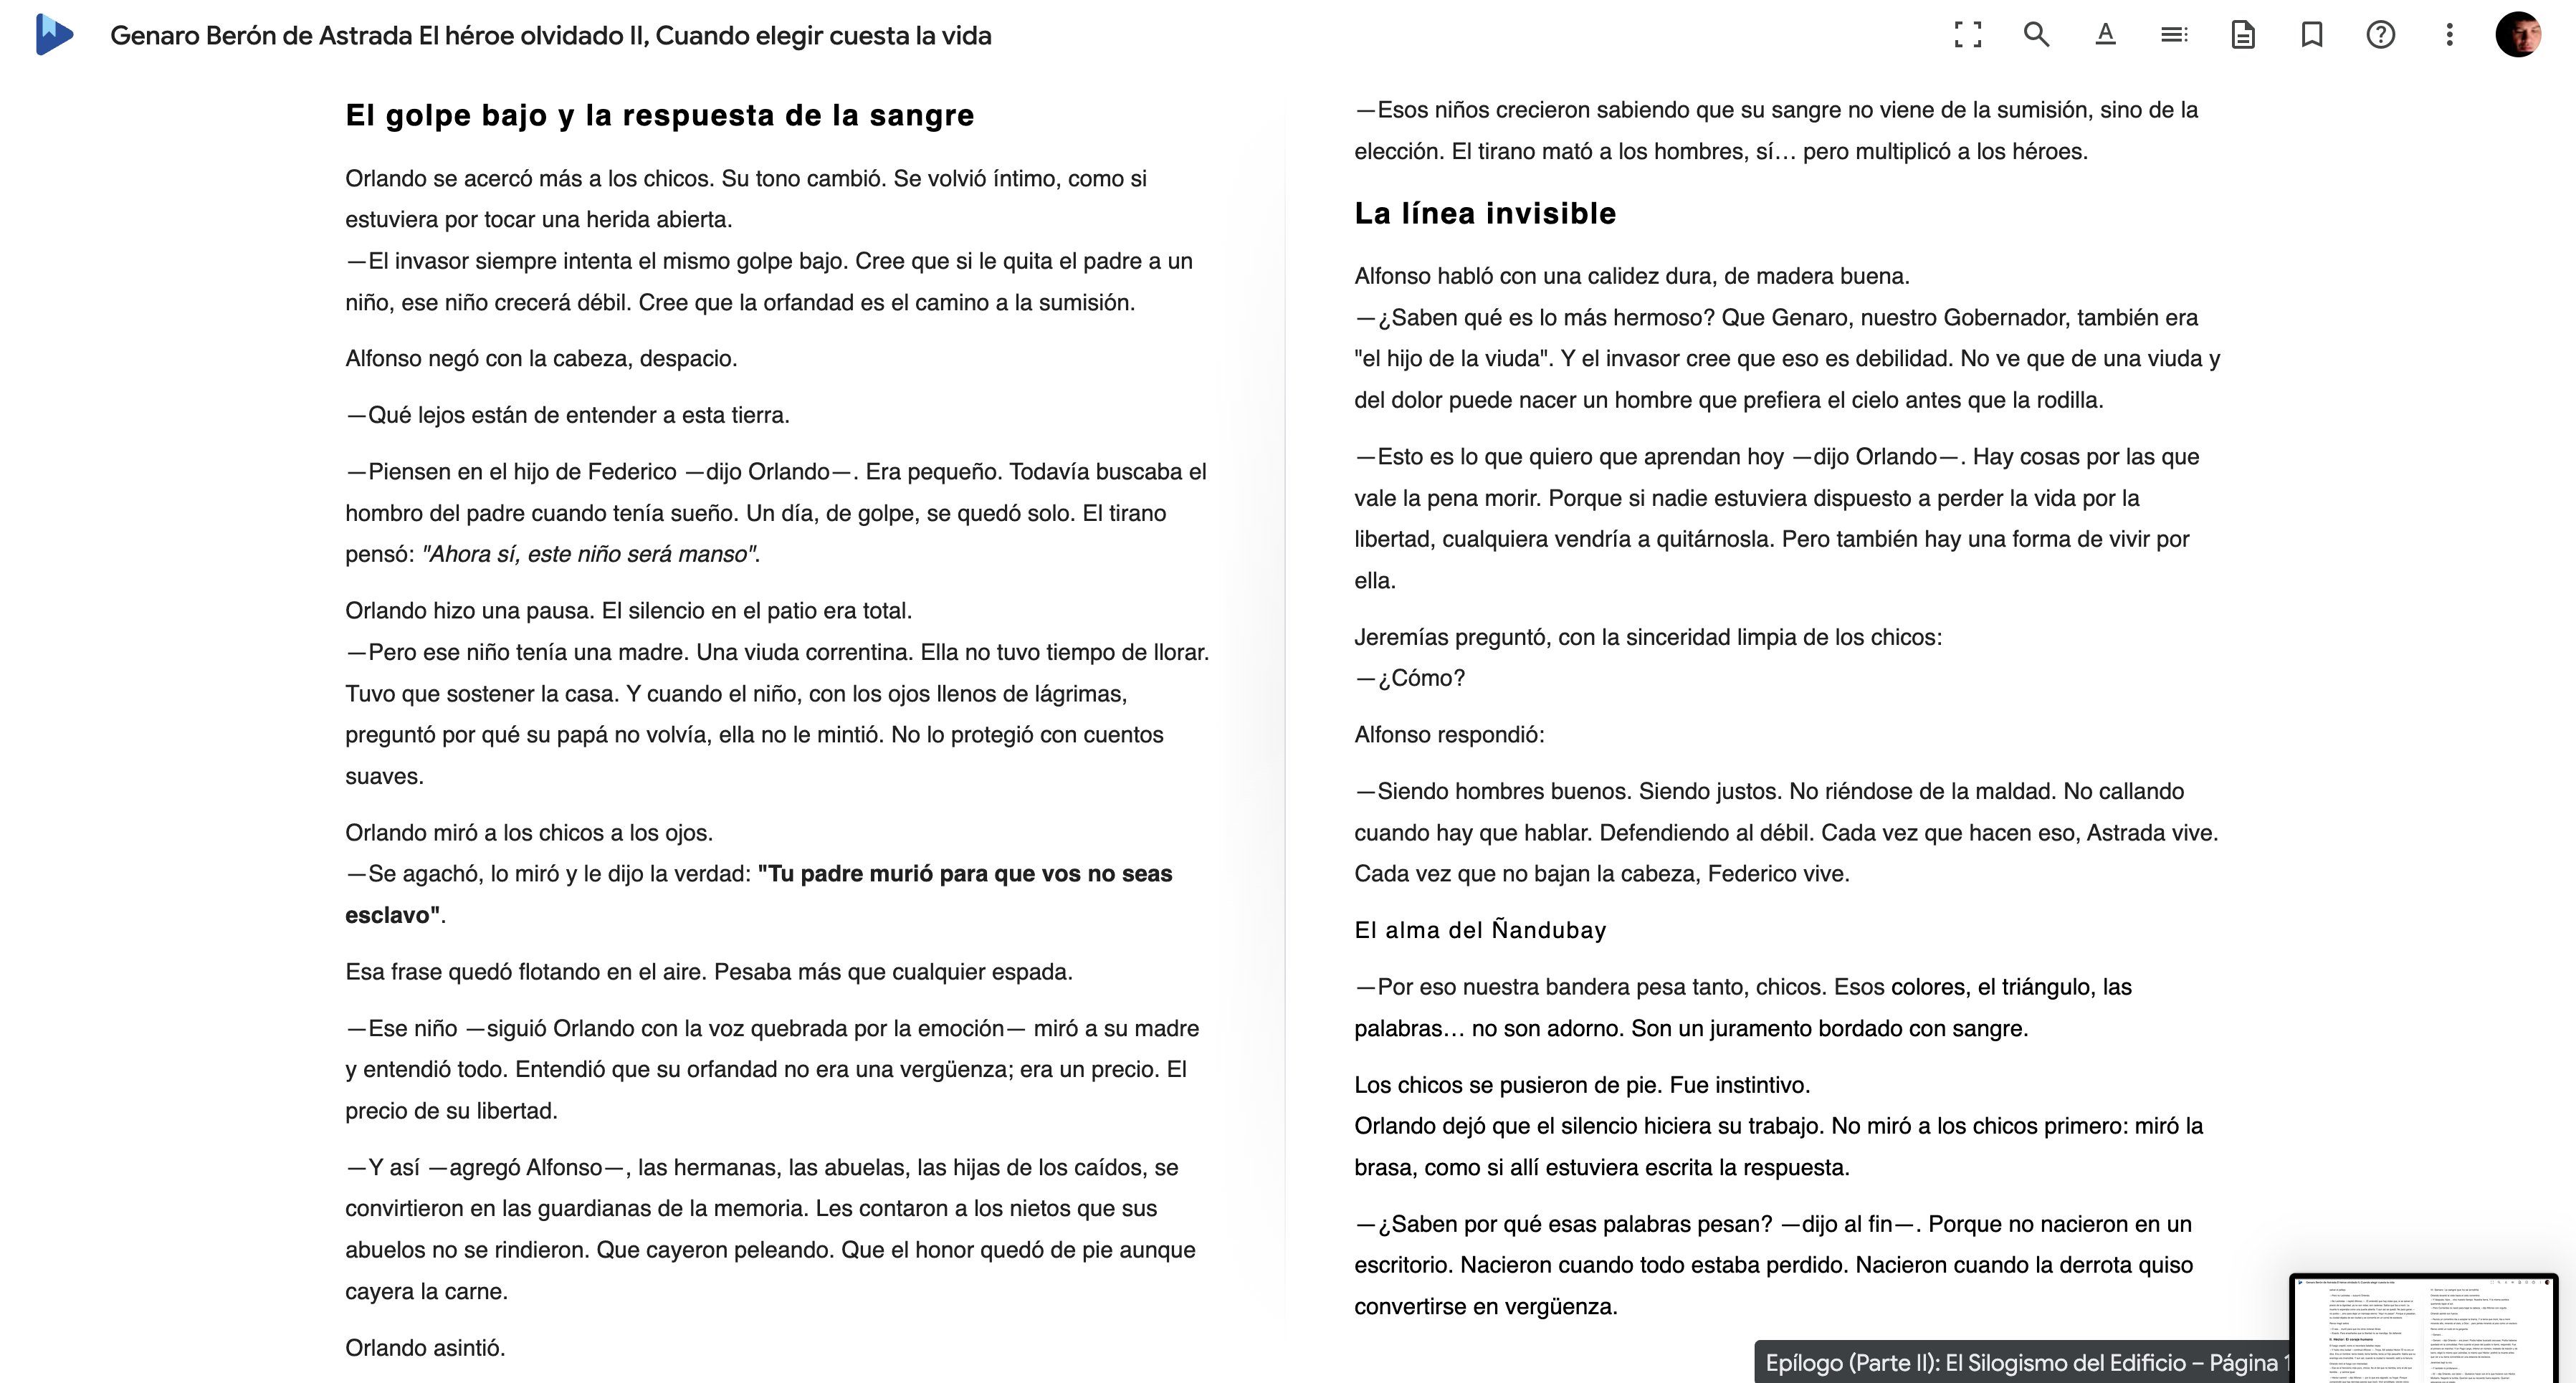 Genaro Berón de Astrada El héroe olvidado II, Cuando elegir cuesta la vida
El golpe bajo y la respuesta de la sangre
Orlando se acercó más a los chicos. Su tono cambió. Se volvió íntimo, como si
estuviera por tocar una herida abierta.
—El invasor siempre intenta el mismo golpe bajo. Cree que si le quita el padre a un
niño, ese niño crecerá débil. Cree que la orfandad es el camino a la sumisión.
Alfonso negó con la cabeza, despacio.
—Qué lejos están de entender a esta tierra.
—Piensen en el hijo de Federico —dijo Orlando—. Era pequeño. Todavía buscaba el
hombro del padre cuando tenía sueño. Un día, de golpe, se quedó solo. El tirano
pensó: "Ahora sí, este niño será manso".
Orlando hizo una pausa. El silencio en el patio era total.
—Pero ese niño tenía una madre. Una viuda correntina. Ella no tuvo tiempo de llorar.
Tuvo que sostener la casa. Y cuando el niño, con los ojos llenos de lágrimas,
preguntó por qué su papá no volvía, ella no le mintió. No lo protegió con cuentos
suaves.
Orlando miró a los chicos a los ojos.
—Se agachó, lo miró y le dijo la verdad: "Tu padre murió para que vos no seas
esclavo".
Esa frase quedó flotando en el aire. Pesaba más que cualquier espada.
—Ese niño —siguió Orlando con la voz quebrada por la emoción— miró a su madre
y entendió todo. Entendió que su orfandad no era una vergüenza; era un precio. El
precio de su libertad.
—Y así —agregó Alfonso—, las hermanas, las abuelas, las hijas de los caídos, se
convirtieron en las guardianas de la memoria. Les contaron a los nietos que sus
abuelos no se rindieron. Que cayeron peleando. Que el honor quedó de pie aunque
cayera la carne.
Orlando asintió.
—Esos niños crecieron sabiendo que su sangre no viene de la sumisión, sino de la
elección. El tirano mató a los hombres, sí… pero multiplicó a los héroes.
La línea invisible
Alfonso habló con una calidez dura, de madera buena.
—¿Saben qué es lo más hermoso? Que Genaro, nuestro Gobernador, también era
"el hijo de la viuda". Y el invasor cree que eso es debilidad. No ve que de una viuda y
del dolor puede nacer un hombre que prefiera el cielo antes que la rodilla.
—Esto es lo que quiero que aprendan hoy —dijo Orlando—. Hay cosas por las que
vale la pena morir. Porque si nadie estuviera dispuesto a perder la vida por la
libertad, cualquiera vendría a quitárnosla. Pero también hay una forma de vivir por
ella.
Jeremías preguntó, con la sinceridad limpia de los chicos:
—¿Cómo?
Alfonso respondió:
—Siendo hombres buenos. Siendo justos. No riéndose de la maldad. No callando
cuando hay que hablar. Defendiendo al débil. Cada vez que hacen eso, Astrada vive.
Cada vez que no bajan la cabeza, Federico vive.
El alma del Ñandubay
—Por eso nuestra bandera pesa tanto, chicos. Esos colores, el triángulo, las
palabras… no son adorno. Son un juramento bordado con sangre.
Los chicos se pusieron de pie. Fue instintivo.
Orlando dejó que el silencio hiciera su trabajo. No miró a los chicos primero: miró la
brasa, como si allí estuviera escrita la respuesta.
—¿Saben por qué esas palabras pesan? —dijo al fin—. Porque no nacieron en un
escritorio. Nacieron cuando todo estaba perdido. Nacieron cuando la derrota quiso
convertirse en vergüenza.
Epílogo (Parte II): El Silogismo del Edificio – Página 1